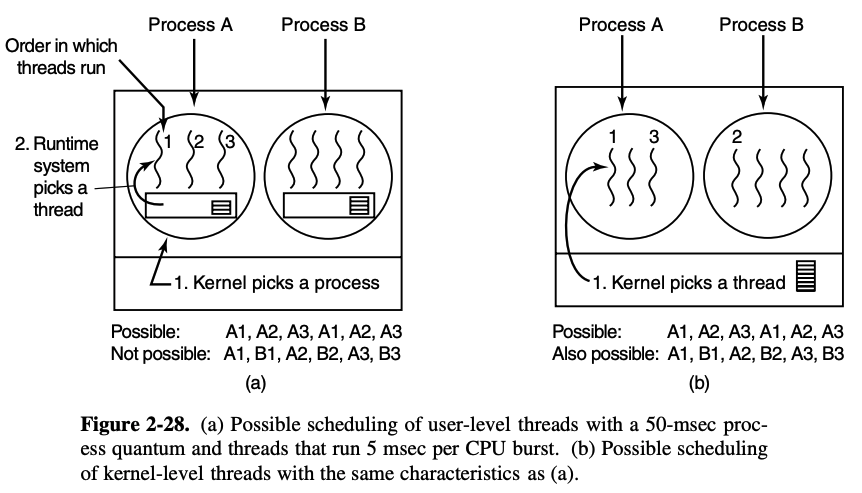 Process A
Process B
Order in which
threads run
1
2
3
2. Runtime
system
picks a
thread
1. Kernel picks a process
Possible: A1, A2, A3, A1, A2, A3
Not possible: A1, B1, A2, B2, A3, B3
(a)
Process A
Process B
1
3
2
1. Kernel picks a thread
Possible: A1, A2, A3, A1, A2, A3
Also possible: A1, B1, A2, B2, A3, B3
(b)
Figure 2-28. (a) Possible scheduling of user-level threads with a 50-msec proc-
ess quantum and threads that run 5 msec per CPU burst. (b) Possible scheduling
of kernel-level threads with the same characteristics as (a).